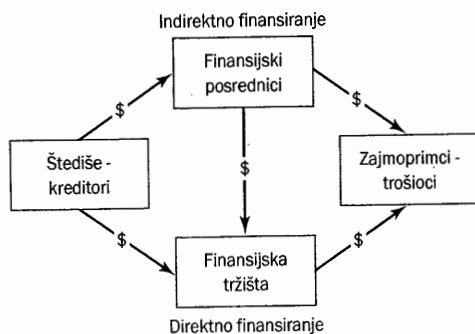 Indirektno finansiranje
Finansijski
posrednici
$
$
Štediše -
kreditori
$
Zajmoprimci -
trošioci
$
$
Finansijska
tržišta
Direktno finansiranje